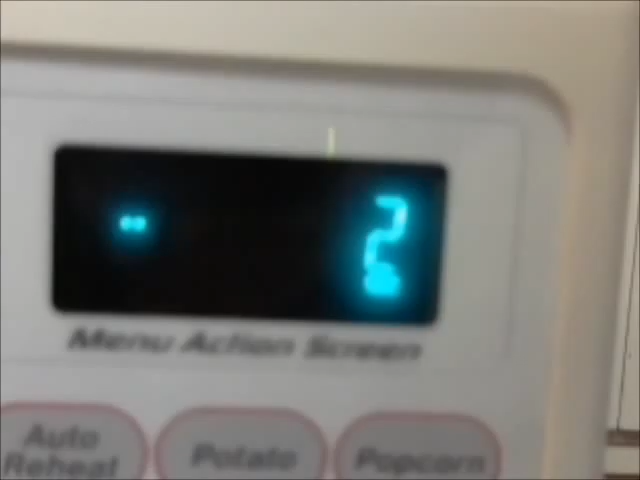 2
Menu Action Screen
Auto
Reheat
Potato
Popcorn